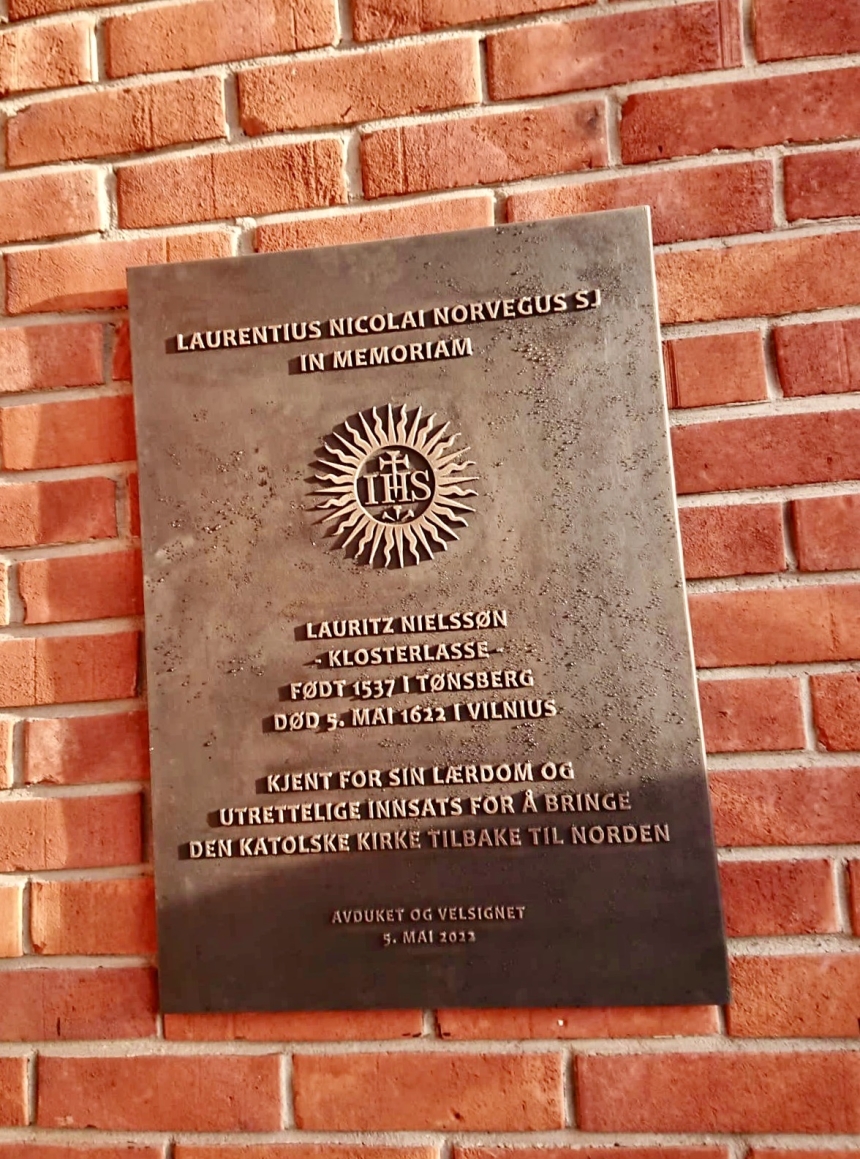 LAURENTIUS NICOLAI NORVEGUS SJ
IN MEMORIAM
IHS
LAURITZ NIELSSØN
- KLOSTERLASSE -
FØDT 1537 I TØNSBERG
DØD 5. MAI 1622 I VILNIUS
KJENT FOR SIN LÆRDOM OG
UTRETTELIGE INNSATS FOR Å BRINGE
DEN KATOLSKE KIRKE TILBAKE TIL NORDEN
AVDUKET OG VELSIGNET
5. MAI 2022